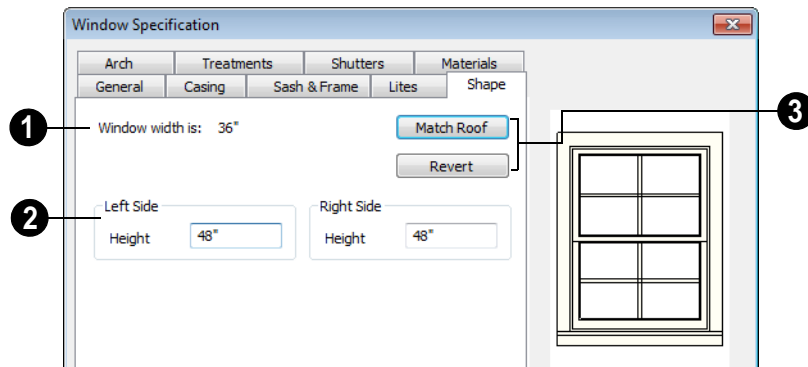 Window Specification
Arch Treatments Shutters Materials
General Casing Sash & Frame Lites Shape
1 Window width is: 36" Match Roof 3
Revert
2 Left Side Right Side
Height 48" Height 48"